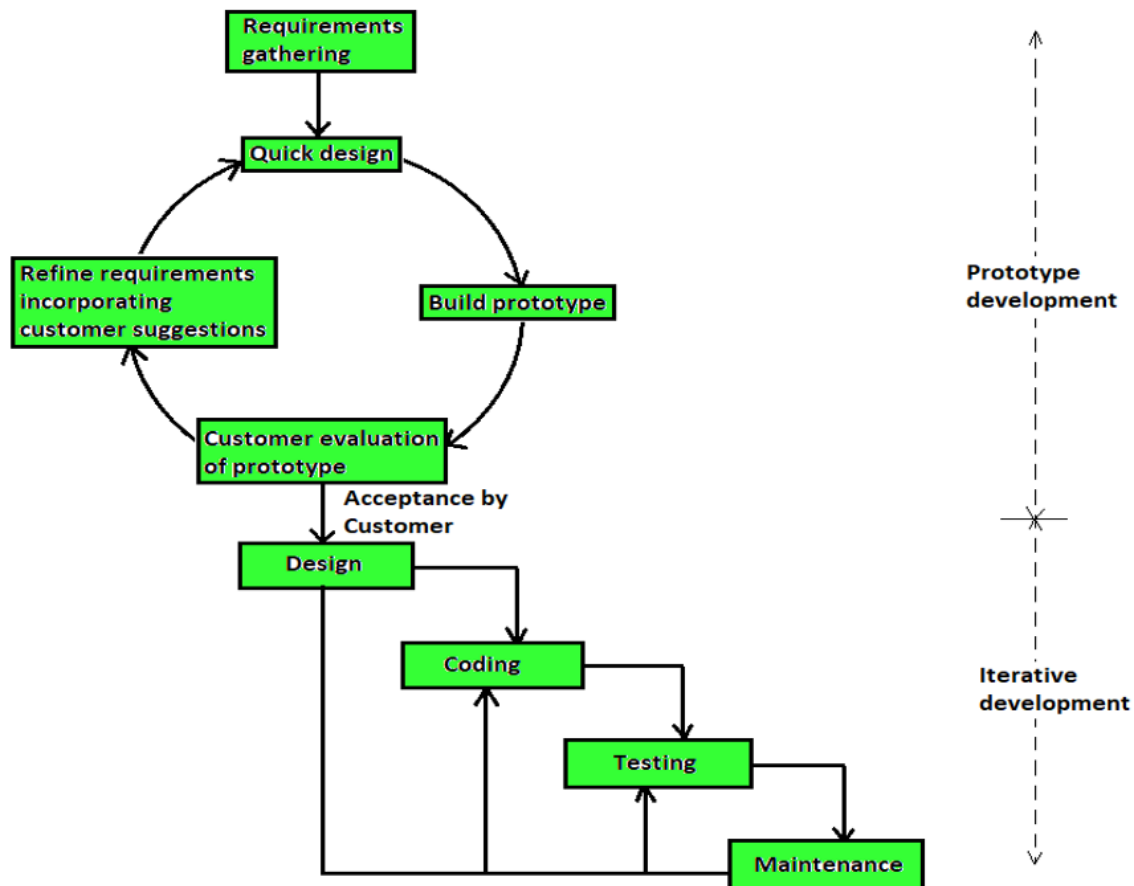 Requirements
gathering
Quick design
Refine requirements
incorporating
customer suggestions
Build prototype
Prototype
development
Customer evaluation
of prototype
Acceptance by
Customer
Design
Coding
Iterative
development
Testing
Maintenance